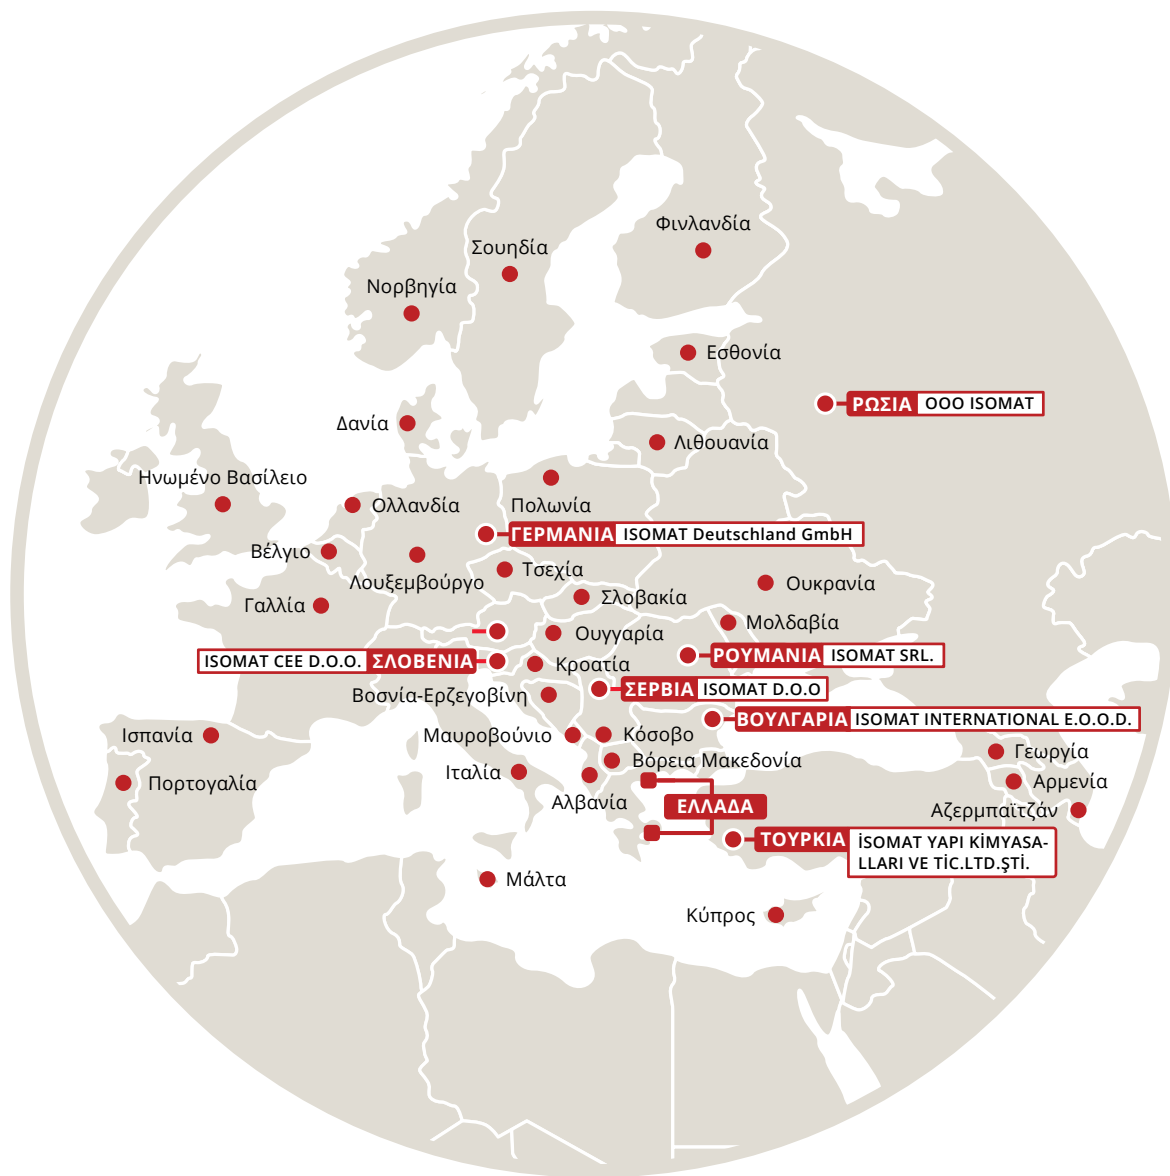 Φινλανδία
Σουηδία
Νορβηγία
Εσθονία
ΡΩΣΙΑ OOO ISOMAT
Δανία
Λιθουανία
Ηνωμένο Βασίλειο
Ολλανδία
Πολωνία
ΓΕΡΜΑΝΙΑ ISOMAT Deutschland GmbH
Βέλγιο
Λουξεμβούργο
Τσεχία
Ουκρανία
Γαλλία
Σλοβακία
Μολδαβία
Ουγγαρία
ISOMAT CEE D.O.O. ΣΛΟΒΕΝΙΑ
Κροατία
ΡΟΥΜΑΝΙΑ ISOMAT SRL.
Βοσνία-Ερζεγοβίνη
ΣΕΡΒΙΑ ISOMAT D.O.O
ΒΟΥΛΓΑΡΙΑ ISOMAT INTERNATIONAL E.O.O.D.
Ισπανία
Μαυροβούνιο
Κόσοβο
Γεωργία
Πορτογαλία
Ιταλία
Βόρεια Μακεδονία
Αρμενία
Αλβανία
ΕΛΛΑΔΑ
Αζερμπαϊτζάν
ΤΟΥΡΚΙΑ İSOMAT YAPI KİMYASA-
LLARI VE TİC.LTD.ŞTİ.
Μάλτα
Κύπρος